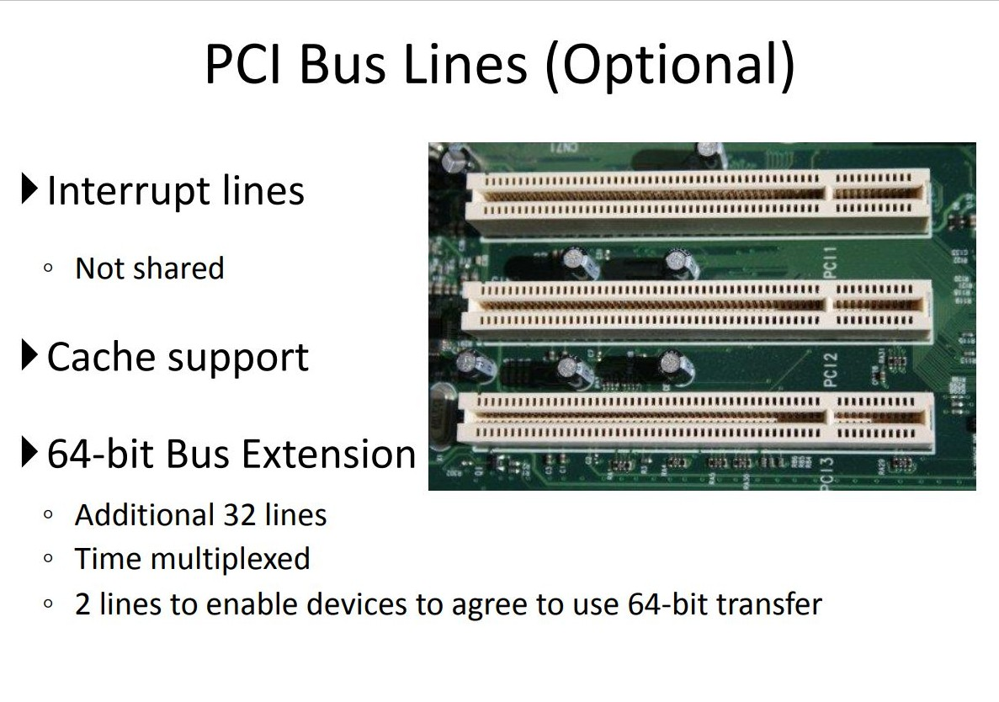 PCI Bus Lines (Optional)
Interrupt lines
Not shared
Cache support
64-bit Bus Extension
Additional 32 lines
Time multiplexed
2 lines to enable devices to agree to use 64-bit transfer
CN71
PCI1
PCI2
PCI3